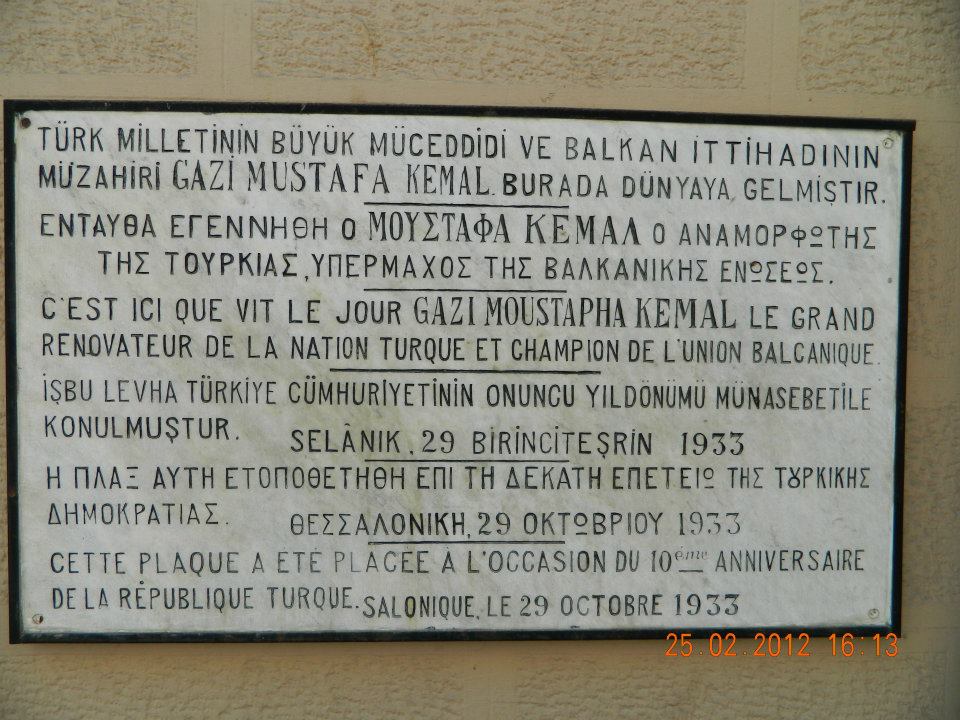 TÜRK MİLLETİNİN BÜYÜK MÜCEDDİDİ VE BALKAN İTTİHADININ
MÜZAHİRİ GAZİ MUSTAFA KEMAL BURADA DÜNYAYA GELMİŞTIR.
ΕΝΤΑΥΘΑ ΕΓΕΝΝΗΘΗ Ο ΜΟΥΣΤΑΦΑ ΚΕΜΑΛ Ο ΑΝΑΜΟΡΦΩΤΗΣ
ΤΗΣ ΤΟΥΡΚΙΑΣ, ΥΠΕΡΜΑΧΟΣ ΤΗΣ ΒΑΛΚΑΝΙΚΗΣ ΕΝΩΣΕΩΣ.
C'EST ICI QUE VIT LE JOUR GAZI MOUSTAPHA KEMAL LE GRAND
RENOVATEUR DE LA NATION TURQUE ET CHAMPION DE L'UNION BALCANIQUE.
İŞBU LEVHA TÜRKİYE CÜMHURİYETİNİN ONUNCU YILDÖNÜMÜ MÜNASEBETİLE
KONULMUŞTUR. SELÂNIK, 29 BİRİNCİTEŞRİN 1933
Η ΠΛΑΞ ΑΥΤΗ ΕΤΟΠΟΘΕΤΗΘΗ ΕΠΙ ΤΗ ΔΕΚΑΤΗ ΕΠΕΤΕΙΩ ΤΗΣ ΤȢΡΚΙΚΗΣ
ΔΗΜΟΚΡΑΤΙΑΣ. ΘΕΣΣΑΛΟΝΙΚΗ, 29 ΟΚΤΩΒΡΙΟΥ 1933
CETTE PLAQUE A ÉTÉ PLACÉE À L'OCCASION DU 10ème ANNIVERSAIRE
DE LA RÉPUBLIQUE TURQUE. SALONIQUE, LE 29 OCTOBRE 1933
25.02.2012 16:13